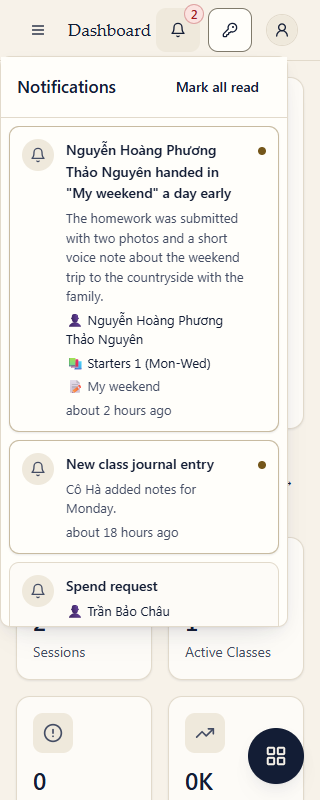 Dashboard
2
Notifications
Mark all read
Nguyễn Hoàng Phương
Thảo Nguyên handed in
"My weekend" a day early
The homework was submitted
with two photos and a short
voice note about the weekend
trip to the countryside with the
family.
Nguyễn Hoàng Phương
Thảo Nguyên
Starters 1 (Mon-Wed)
My weekend
about 2 hours ago
New class journal entry
Cô Hà added notes for
Monday.
about 18 hours ago
Spend request
Trần Bảo Châu
Sessions
Active Classes
0
0K